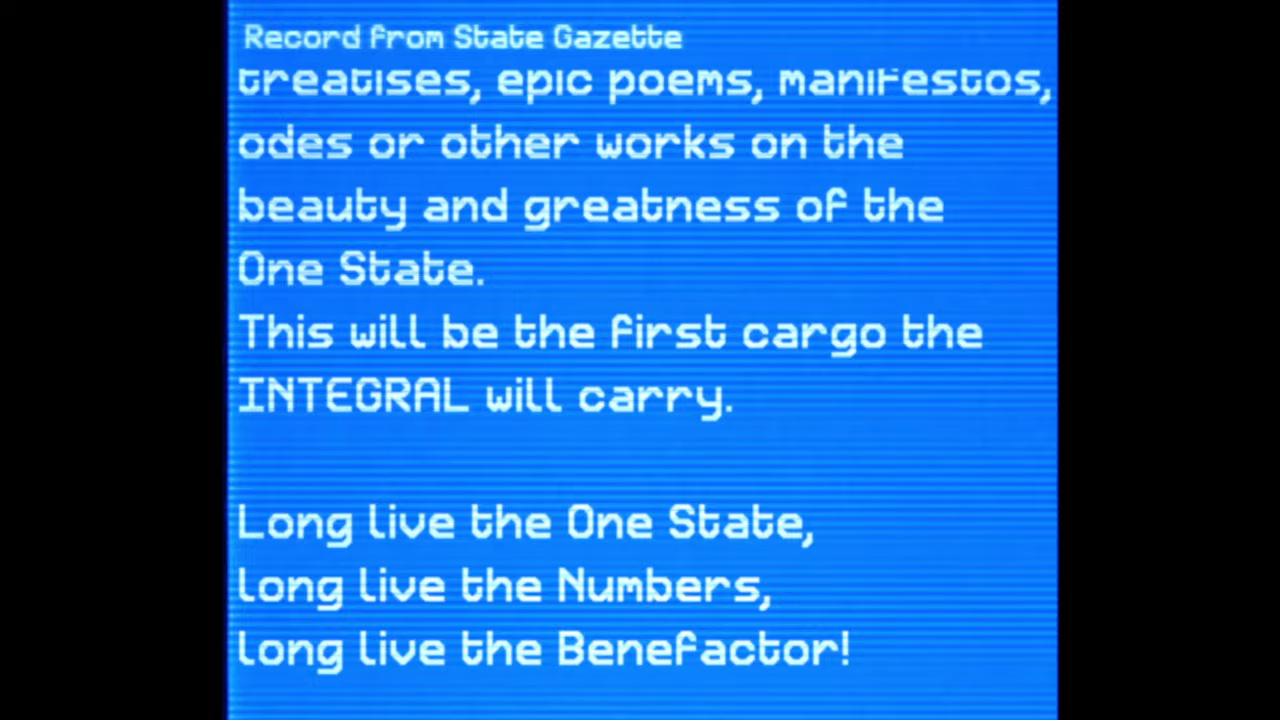 Record from State Gazette
treatises, epic poems, manifestos,
odes or other works on the
beauty and greatness of the
One State.
This will be the first cargo the
INTEGRAL will carry.
Long live the One State,
long live the Numbers,
long live the Benefactor!